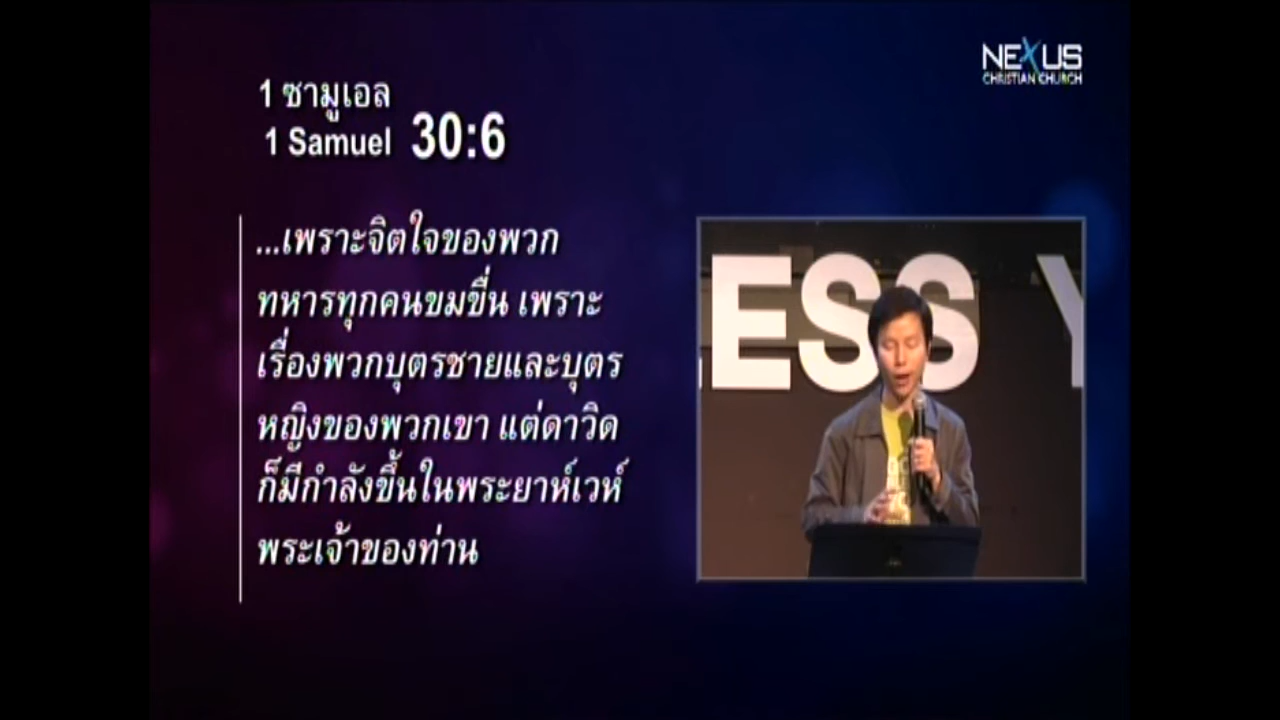 NEXUS
CHRISTIAN CHURCH
1 ซามูเอล
1 Samuel 30:6
...เพราะจิตใจของพวก
ทหารทุกคนขมขื่น เพราะ
เรื่องพวกบุตรชายและบุตร
หญิงของพวกเขา แต่ดาวิด
ก็มีกำลังขึ้นในพระยาห์เวห์
พระเจ้าของท่าน
ESS Y